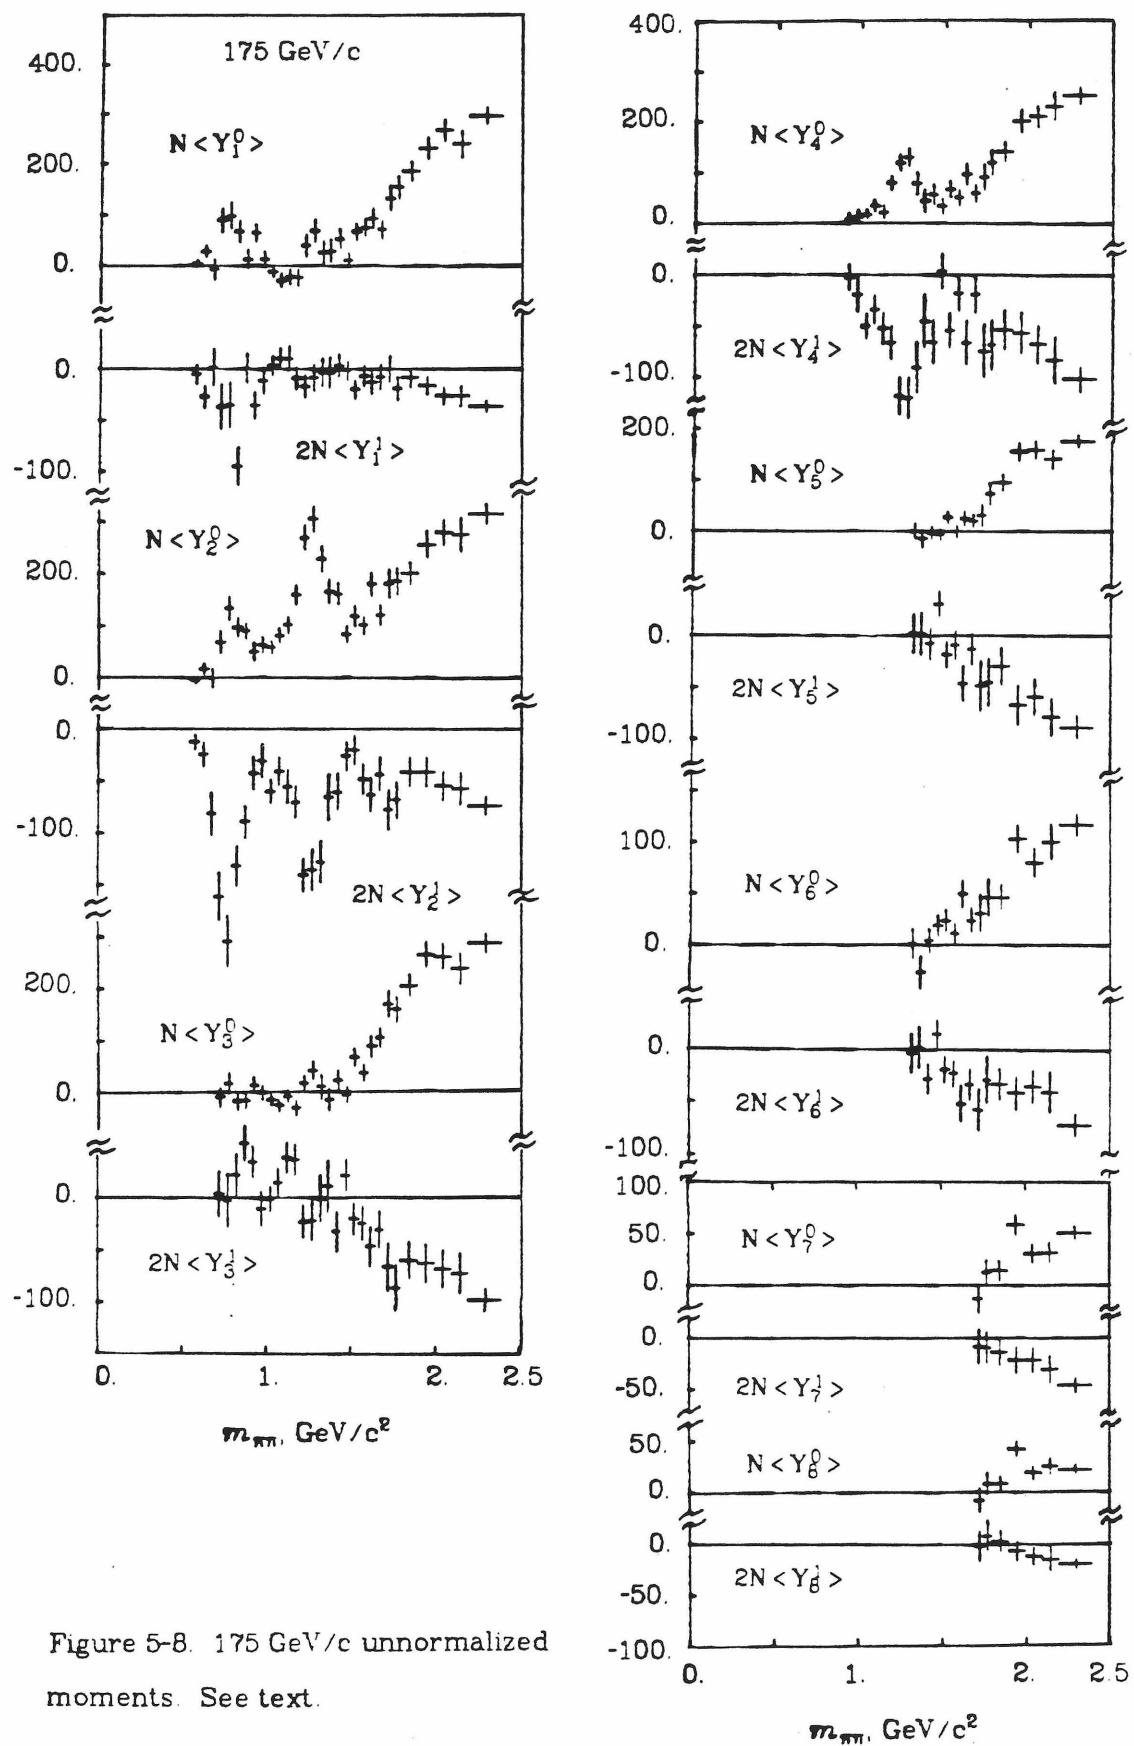 175 GeV/c
400.
N<Y₁⁰>
200.
0.
0.
2N<Y₁¹>
-100.
N<Y₂⁰>
200.
0.
0.
-100.
2N<Y₂¹>
200.
N<Y₃⁰>
0.
0.
2N<Y₃¹>
-100.
0. 1. 2. 2.5
m_ππ, GeV/c²
400.
200.
N<Y₄⁰>
0.
0.
2N<Y₄¹>
-100.
200.
N<Y₅⁰>
0.
0.
2N<Y₅¹>
-100.
100.
N<Y₆⁰>
0.
0.
2N<Y₆¹>
-100.
100.
50.
N<Y₇⁰>
0.
0.
-50.
2N<Y₇¹>
50.
N<Y₈⁰>
0.
0.
2N<Y₈¹>
-50.
-100.
0. 1. 2. 2.5
m_ππ, GeV/c²
Figure 5-8. 175 GeV/c unnormalized
moments. See text.